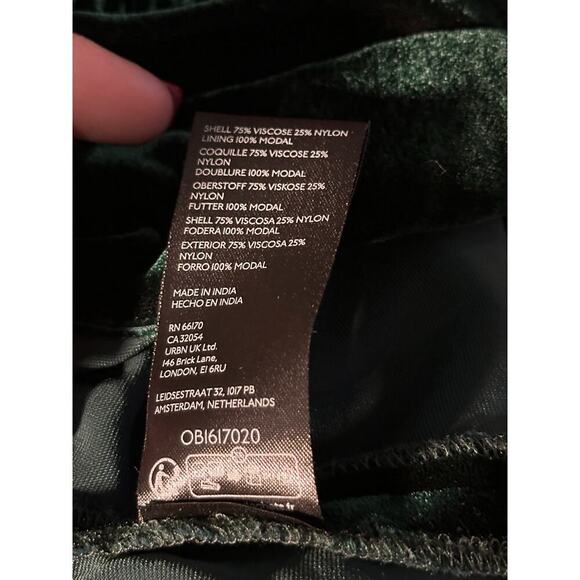 SHELL 75% VISCOSE 25% NYLON
LINING 100% MODAL
COQUILLE 75% VISCOSE 25%
NYLON
DOUBLURE 100% MODAL
OBERSTOFF 75% VISKOSE 25%
NYLON
FUTTER 100% MODAL
SHELL 75% VISCOSA 25% NYLON
FODERA 100% MODAL
EXTERIOR 75% VISCOSA 25%
NYLON
FORRO 100% MODAL
MADE IN INDIA
HECHO EN INDIA
RN 66170
CA 32054
URBN UK Ltd.
146 Brick Lane,
LONDON, E1 6RU
LEIDSESTRAAT 32, 1017 PB
AMSTERDAM, NETHERLANDS
OB1617020